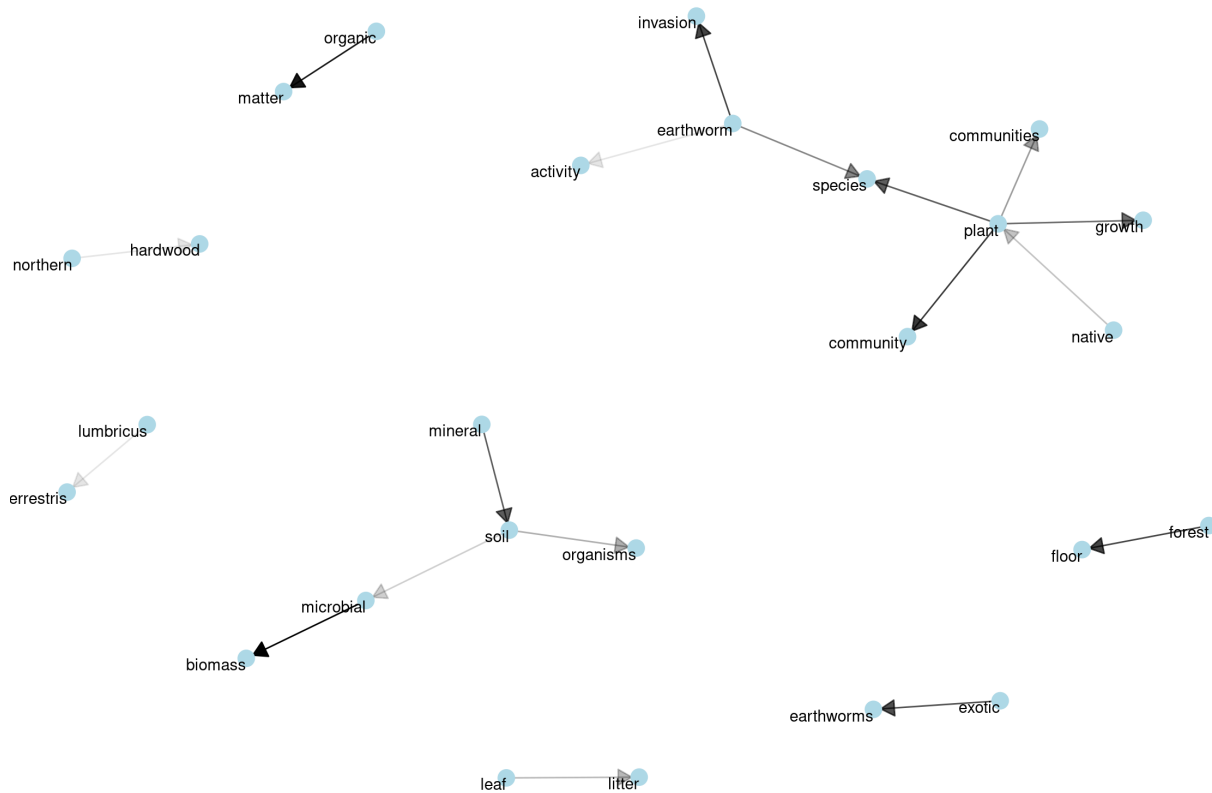 invasion
organic
matter
earthworm
communities
activity
species
growth
plant
hardwood
northern
native
community
lumbricus
mineral
errestris
forest
soil
organisms
floor
microbial
biomass
exotic
earthworms
leaf
litter